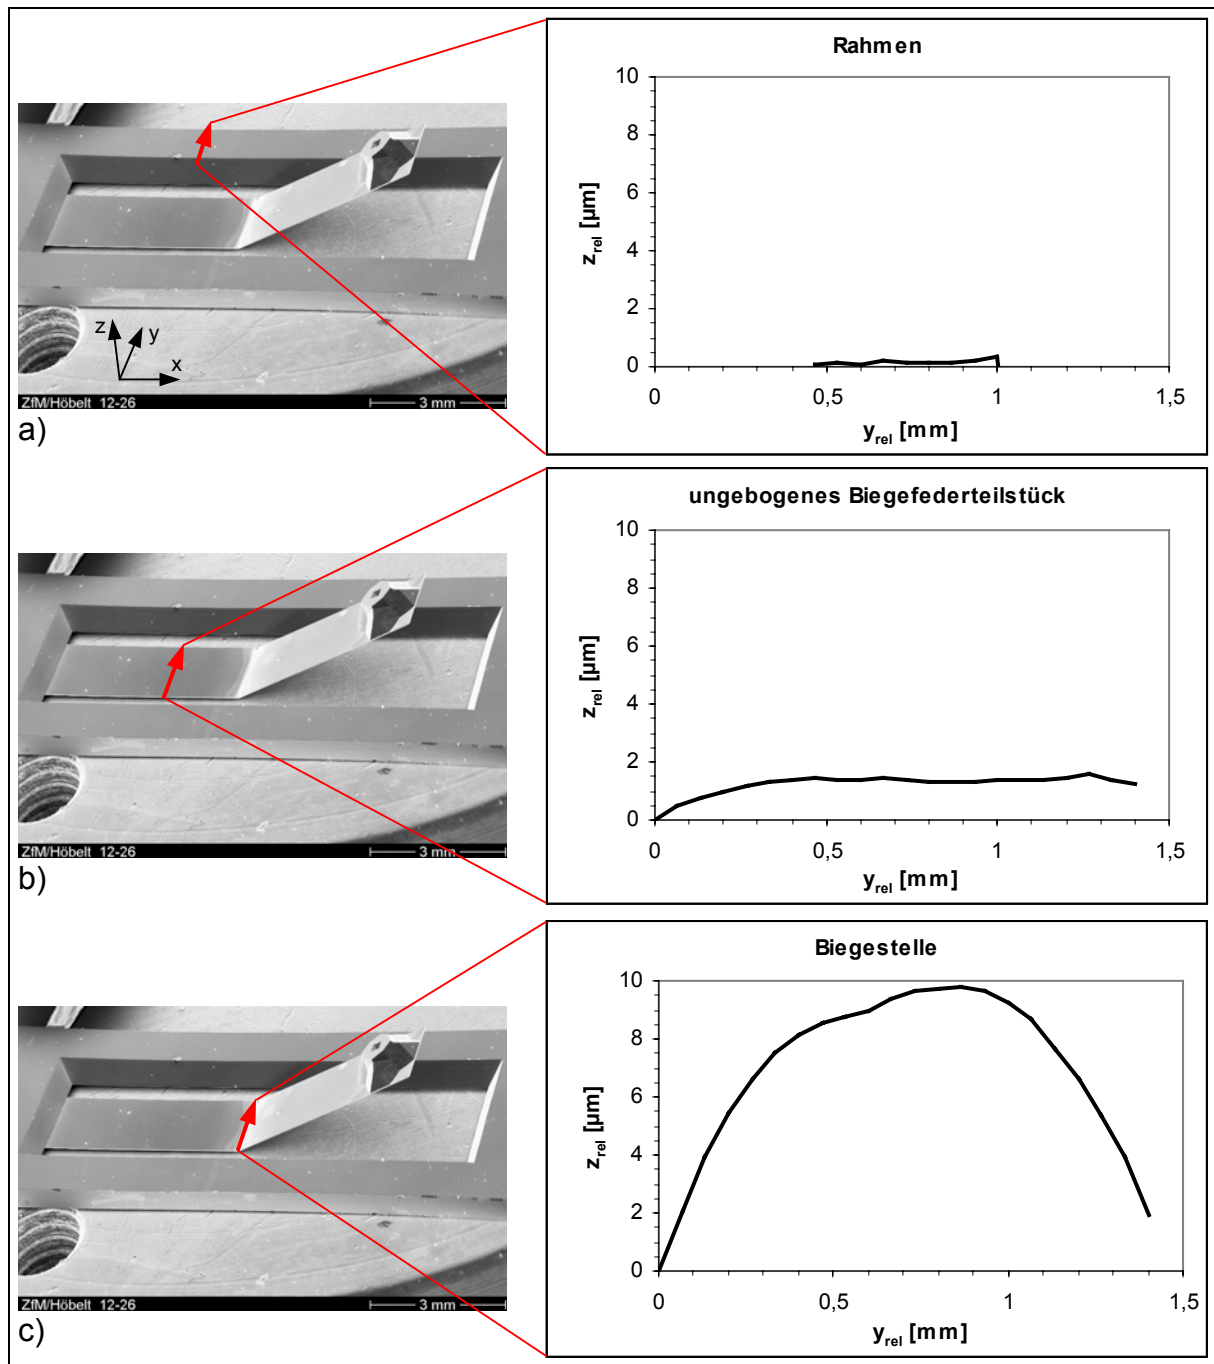 Rahmen
10
8
6
4
2
0
z_rel [µm]
0 0,5 1 1,5
y_rel [mm]
z y
x
ZfM/Höbelt 12-26 3 mm
a)
ungebogenes Biegefederteilstück
10
8
6
4
2
0
z_rel [µm]
0 0,5 1 1,5
y_rel [mm]
ZfM/Höbelt 12-26 3 mm
b)
Biegestelle
10
8
6
4
2
0
z_rel [µm]
0 0,5 1 1,5
y_rel [mm]
ZfM/Höbelt 12-26 3 mm
c)